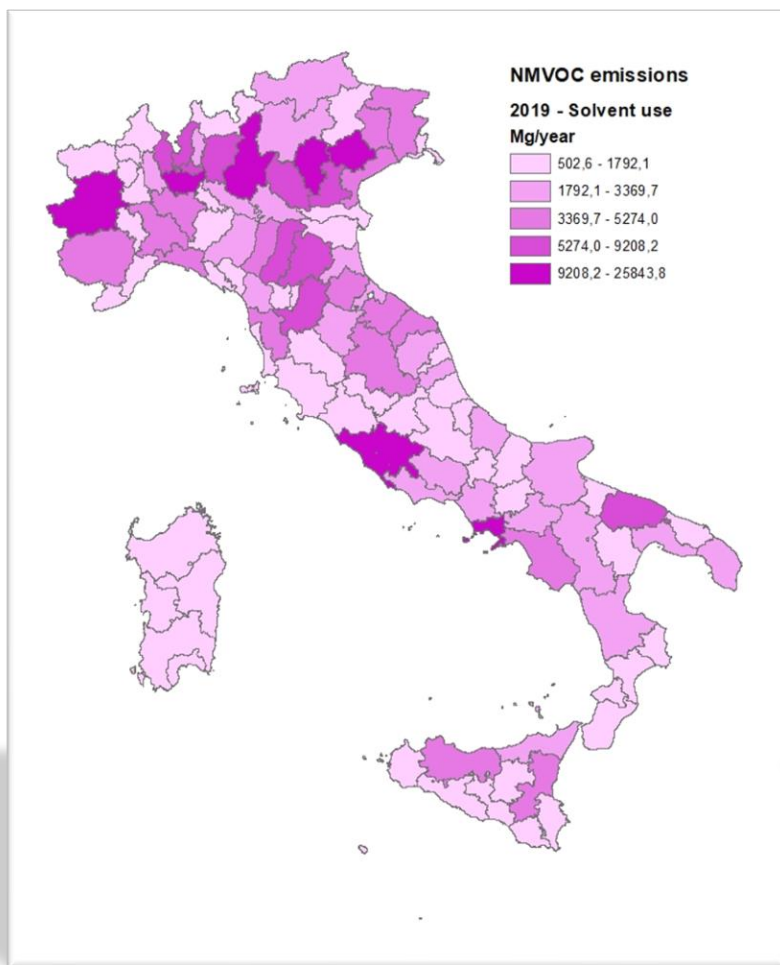 NMVOC emissions
2019 - Solvent use
Mg/year
502,6 - 1792,1
1792,1 - 3369,7
3369,7 - 5274,0
5274,0 - 9208,2
9208,2 - 25843,8